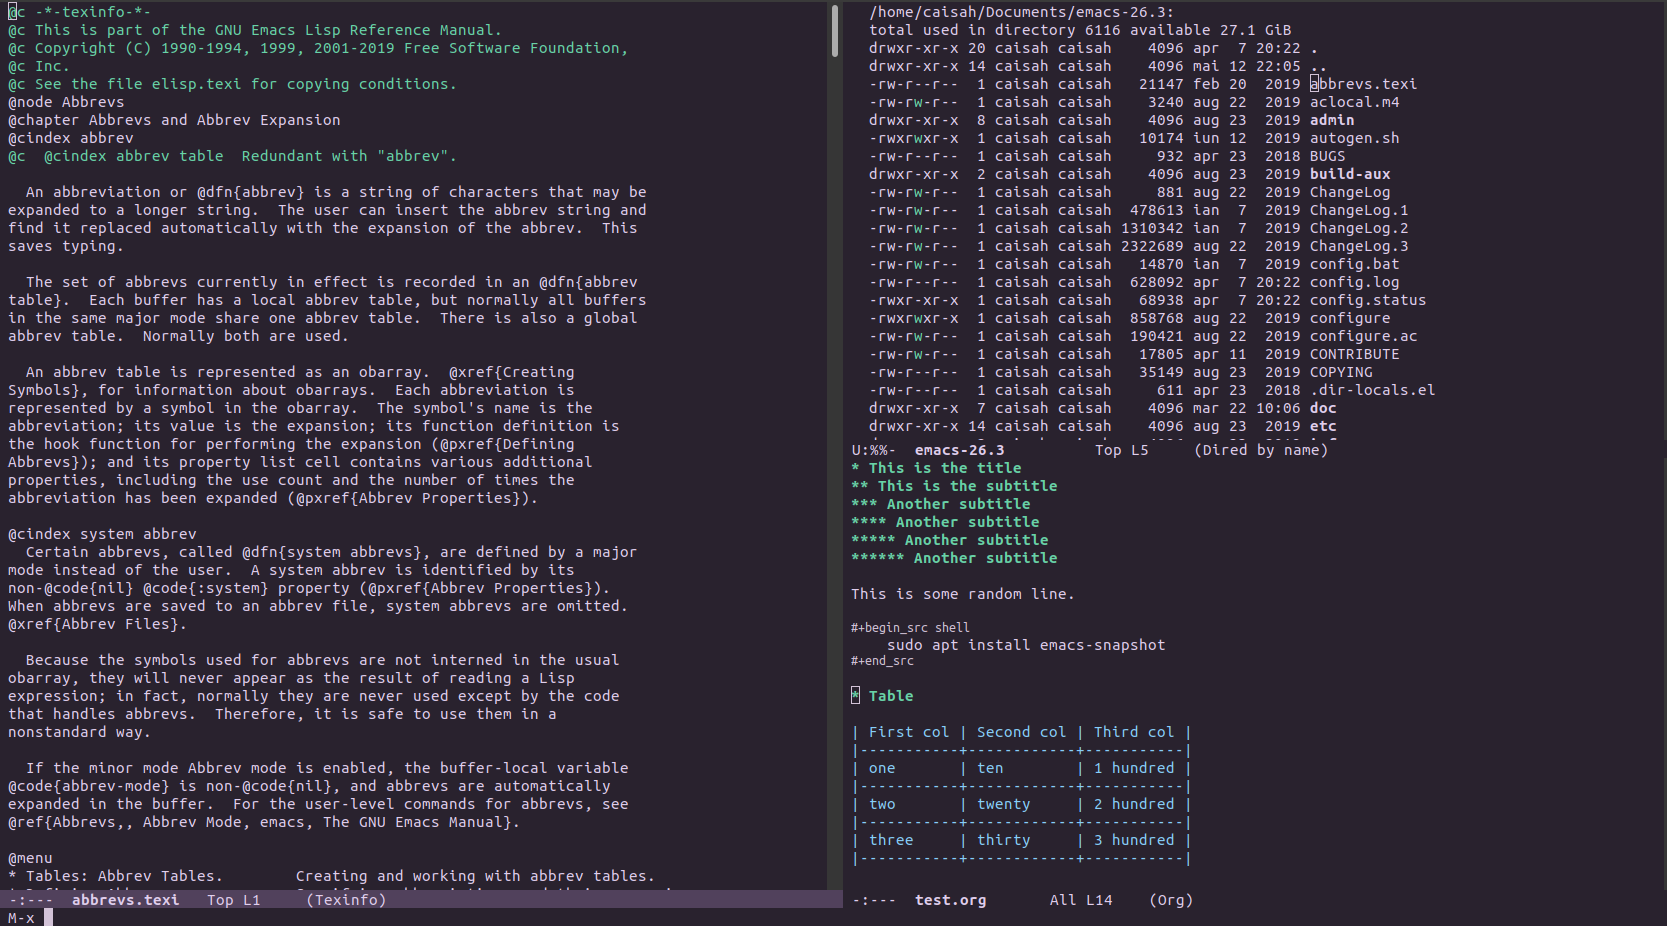 @c -*-texinfo-*-
@c This is part of the GNU Emacs Lisp Reference Manual.
@c Copyright (C) 1990-1994, 1999, 2001-2019 Free Software Foundation,
@c Inc.
@c See the file elisp.texi for copying conditions.
@node Abbrevs
@chapter Abbrevs and Abbrev Expansion
@cindex abbrev
@c  @cindex abbrev table  Redundant with "abbrev".

  An abbreviation or @dfn{abbrev} is a string of characters that may be
expanded to a longer string.  The user can insert the abbrev string and
find it replaced automatically with the expansion of the abbrev.  This
saves typing.

  The set of abbrevs currently in effect is recorded in an @dfn{abbrev
table}.  Each buffer has a local abbrev table, but normally all buffers
in the same major mode share one abbrev table.  There is also a global
abbrev table.  Normally both are used.

  An abbrev table is represented as an obarray.  @xref{Creating
Symbols}, for information about obarrays.  Each abbreviation is
represented by a symbol in the obarray.  The symbol's name is the
abbreviation; its value is the expansion; its function definition is
the hook function for performing the expansion (@pxref{Defining
Abbrevs}); and its property list cell contains various additional
properties, including the use count and the number of times the
abbreviation has been expanded (@pxref{Abbrev Properties}).

@cindex system abbrev
  Certain abbrevs, called @dfn{system abbrevs}, are defined by a major
mode instead of the user.  A system abbrev is identified by its
non-@code{nil} @code{:system} property (@pxref{Abbrev Properties}).
When abbrevs are saved to an abbrev file, system abbrevs are omitted.
@xref{Abbrev Files}.

  Because the symbols used for abbrevs are not interned in the usual
obarray, they will never appear as the result of reading a Lisp
expression; in fact, normally they are never used except by the code
that handles abbrevs.  Therefore, it is safe to use them in a
nonstandard way.

  If the minor mode Abbrev mode is enabled, the buffer-local variable
@code{abbrev-mode} is non-@code{nil}, and abbrevs are automatically
expanded in the buffer.  For the user-level commands for abbrevs, see
@ref{Abbrevs,, Abbrev Mode, emacs, The GNU Emacs Manual}.

@menu
* Tables: Abbrev Tables.        Creating and working with abbrev tables.
-:---  abbrevs.texi   Top L1     (Texinfo)
M-x
/home/caisah/Documents/emacs-26.3:
total used in directory 6116 available 27.1 GiB
drwxr-xr-x 20 caisah caisah    4096 apr  7 20:22 .
drwxr-xr-x 14 caisah caisah    4096 mai 12 22:05 ..
-rw-r--r--  1 caisah caisah   21147 feb 20  2019 abbrevs.texi
-rw-rw-r--  1 caisah caisah    3240 aug 22  2019 aclocal.m4
drwxr-xr-x  8 caisah caisah    4096 aug 23  2019 admin
-rwxrwxr-x  1 caisah caisah   10174 iun 12  2019 autogen.sh
-rw-r--r--  1 caisah caisah     932 apr 23  2018 BUGS
drwxr-xr-x  2 caisah caisah    4096 aug 23  2019 build-aux
-rw-rw-r--  1 caisah caisah     881 aug 22  2019 ChangeLog
-rw-rw-r--  1 caisah caisah  478613 ian  7  2019 ChangeLog.1
-rw-rw-r--  1 caisah caisah 1310342 ian  7  2019 ChangeLog.2
-rw-rw-r--  1 caisah caisah 2322689 aug 22  2019 ChangeLog.3
-rw-rw-r--  1 caisah caisah   14870 ian  7  2019 config.bat
-rw-r--r--  1 caisah caisah  628092 apr  7 20:22 config.log
-rwxr-xr-x  1 caisah caisah   68938 apr  7 20:22 config.status
-rwxrwxr-x  1 caisah caisah  858768 aug 22  2019 configure
-rw-rw-r--  1 caisah caisah  190421 aug 22  2019 configure.ac
-rw-rw-r--  1 caisah caisah   17805 apr 11  2019 CONTRIBUTE
-rw-r--r--  1 caisah caisah   35149 aug 23  2019 COPYING
-rw-r--r--  1 caisah caisah     611 apr 23  2018 .dir-locals.el
drwxr-xr-x  7 caisah caisah    4096 mar 22 10:06 doc
drwxr-xr-x 14 caisah caisah    4096 aug 23  2019 etc
U:%%-  emacs-26.3          Top L5     (Dired by name)
* This is the title
** This is the subtitle
*** Another subtitle
**** Another subtitle
***** Another subtitle
****** Another subtitle

This is some random line.

#+begin_src shell
    sudo apt install emacs-snapshot
#+end_src

* Table

| First col | Second col | Third col |
|-----------+------------+-----------|
| one       | ten        | 1 hundred |
|-----------+------------+-----------|
| two       | twenty     | 2 hundred |
|-----------+------------+-----------|
| three     | thirty     | 3 hundred |
|-----------+------------+-----------|
-:---  test.org       All L14    (Org)